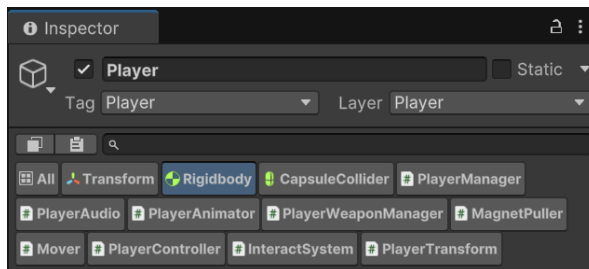 Inspector
Player Static
Tag Player Layer Player
All Transform Rigidbody CapsuleCollider PlayerManager
PlayerAudio PlayerAnimator PlayerWeaponManager MagnetPuller
Mover PlayerController InteractSystem PlayerTransform